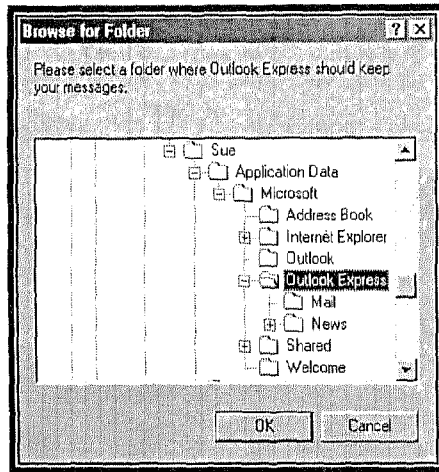 Browse for Folder
Please select a folder where Outlook Express should keep
your messages.
Sue
Application Data
Microsoft
Address Book
Internet Explorer
Outlook
Outlook Express
Mail
News
Shared
Welcome
OK Cancel